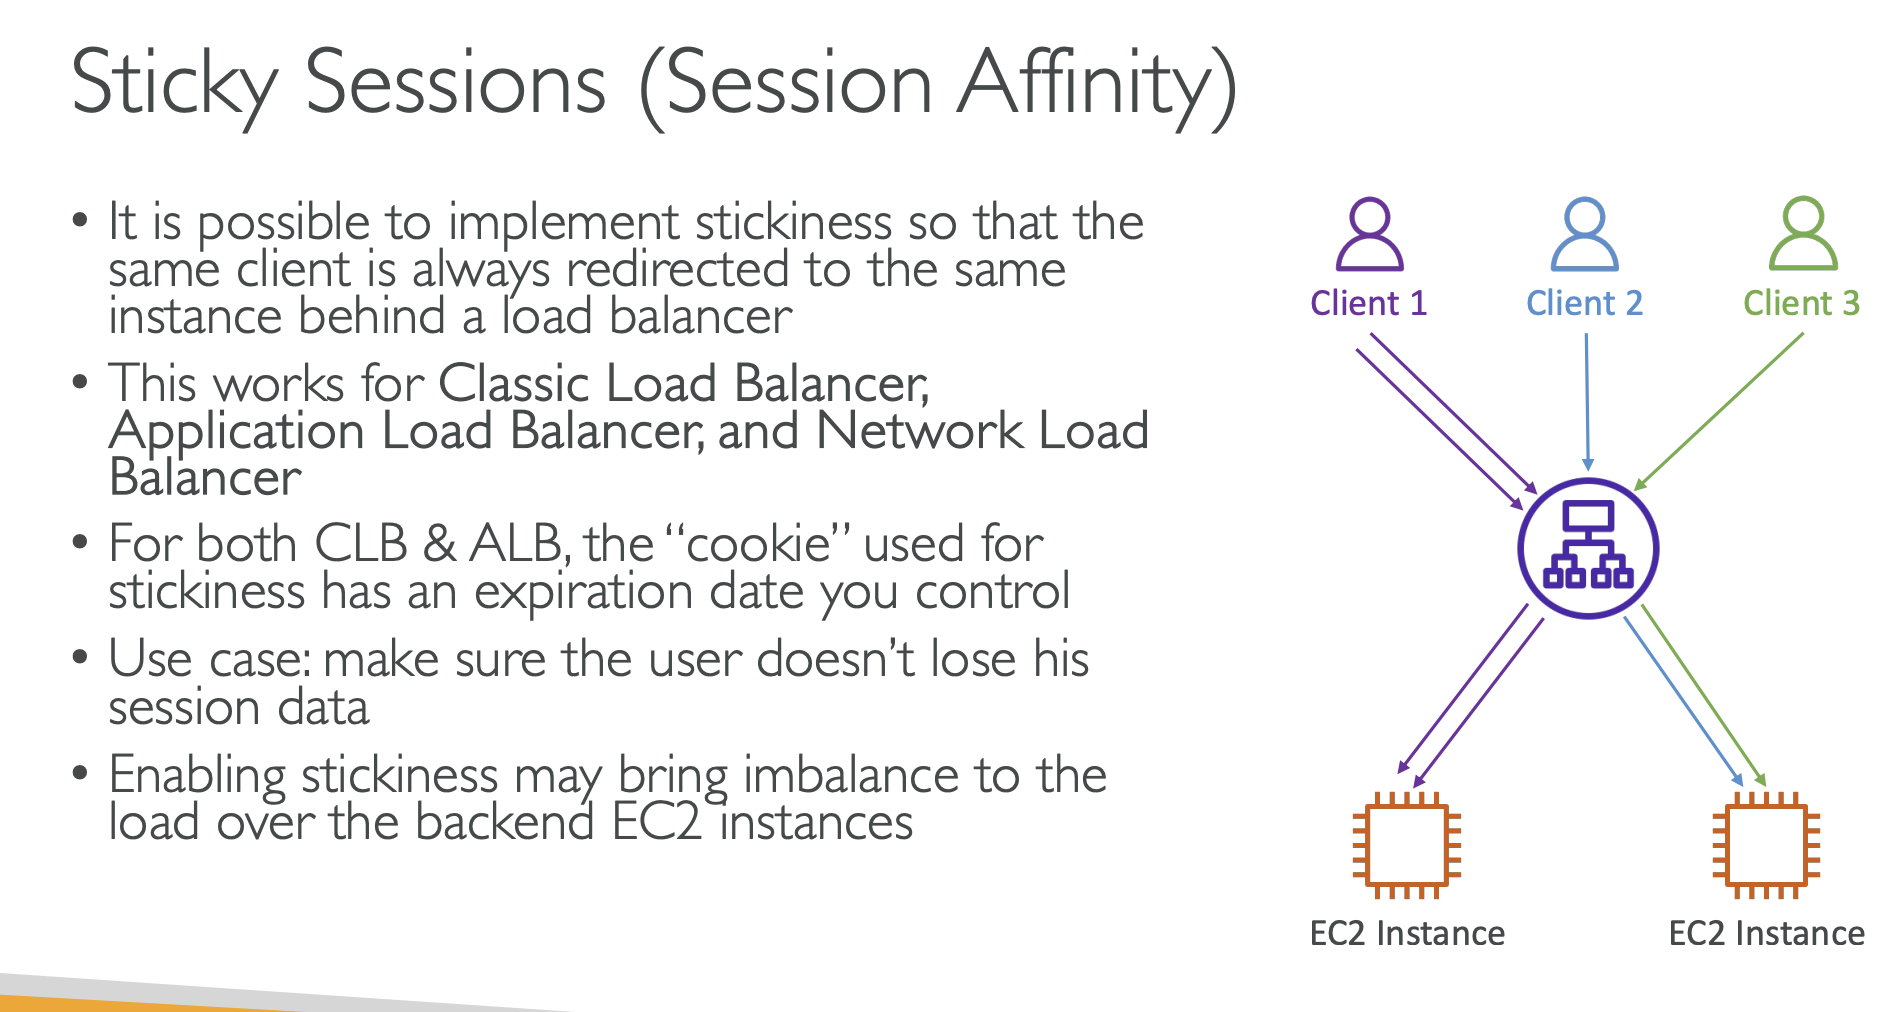 Sticky Sessions (Session Affinity)
• It is possible to implement stickiness so that the
same client is always redirected to the same
instance behind a load balancer
• This works for Classic Load Balancer,
Application Load Balancer, and Network Load
Balancer
• For both CLB & ALB, the “cookie” used for
stickiness has an expiration date you control
• Use case: make sure the user doesn’t lose his
session data
• Enabling stickiness may bring imbalance to the
load over the backend EC2 instances
Client 1
Client 2
Client 3
EC2 Instance
EC2 Instance